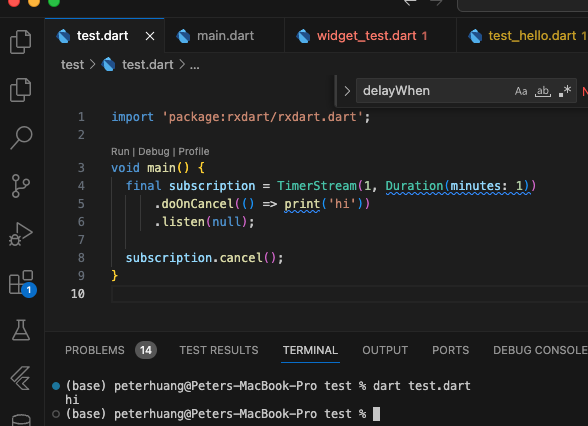 test.dart
main.dart
widget_test.dart 1
test_hello.dart 2
test > test.dart > ...
delayWhen
Aa ab .*
1 import 'package:rxdart/rxdart.dart';
2
Run | Debug | Profile
3 void main() {
4 final subscription = TimerStream(1, Duration(minutes: 1))
5 .doOnCancel(() => print('hi'))
6 .listen(null);
7
8 subscription.cancel();
9 }
10
1
PROBLEMS 14 TEST RESULTS TERMINAL OUTPUT PORTS DEBUG CONSOLE
(base) peterhuang@Peters-MacBook-Pro test % dart test.dart
hi
(base) peterhuang@Peters-MacBook-Pro test %